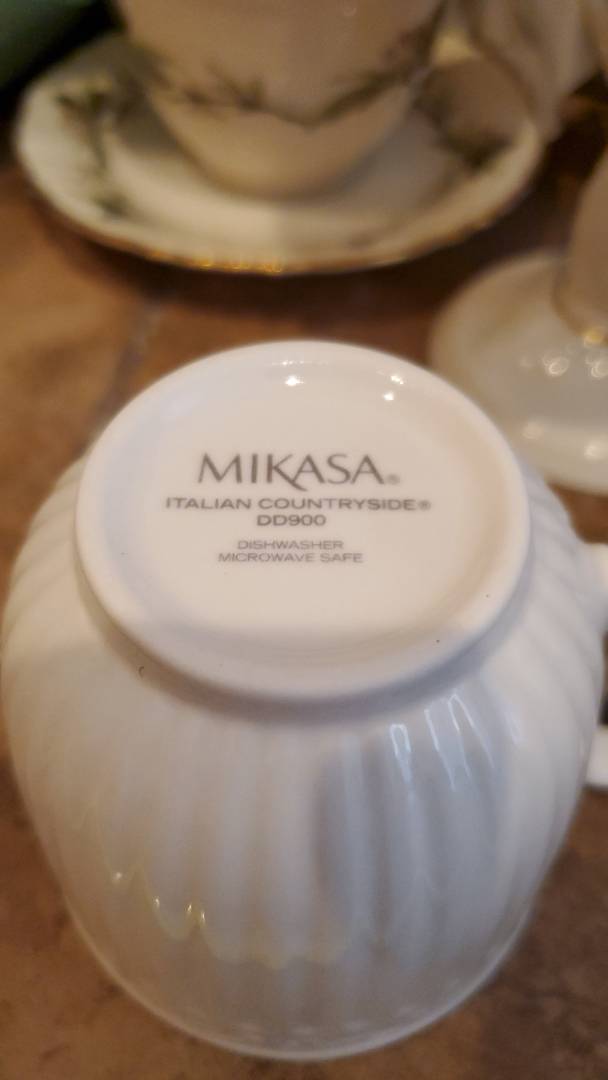 MIKASA®
ITALIAN COUNTRYSIDE®
DD900
DISHWASHER
MICROWAVE SAFE